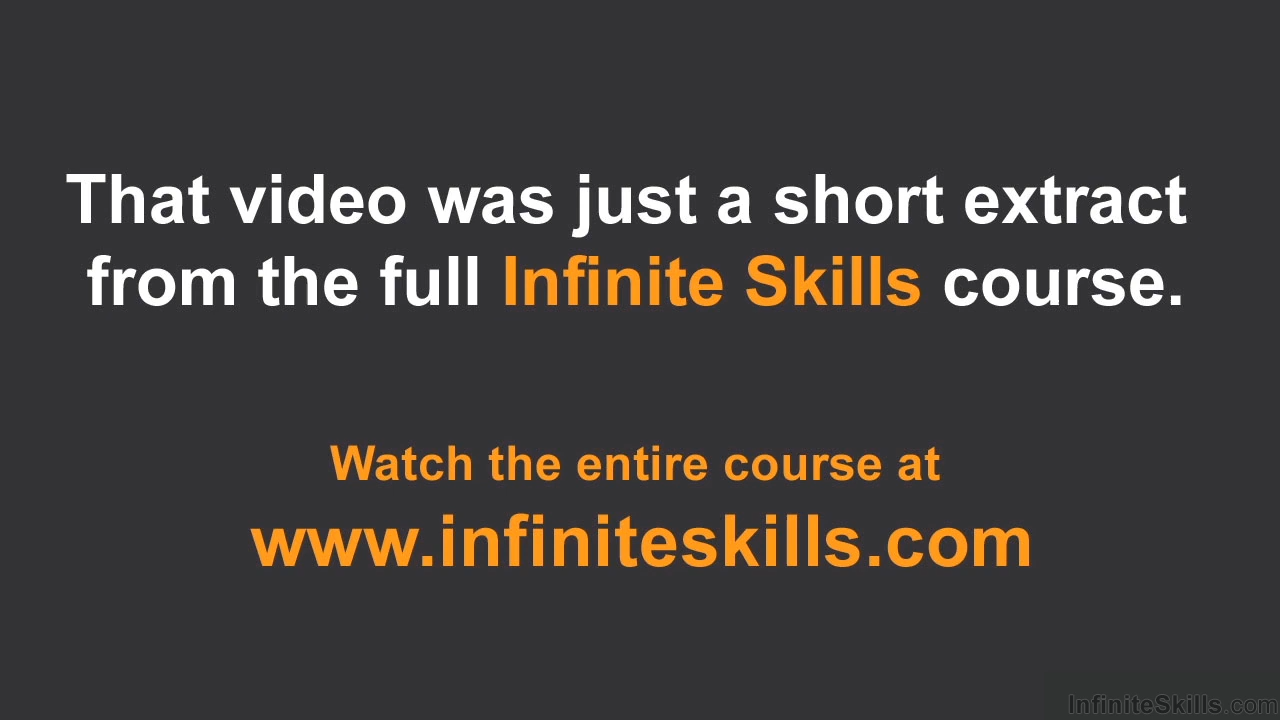 That video was just a short extract
from the full Infinite Skills course.
Watch the entire course at
www.infiniteskills.com
InfiniteSkills.com